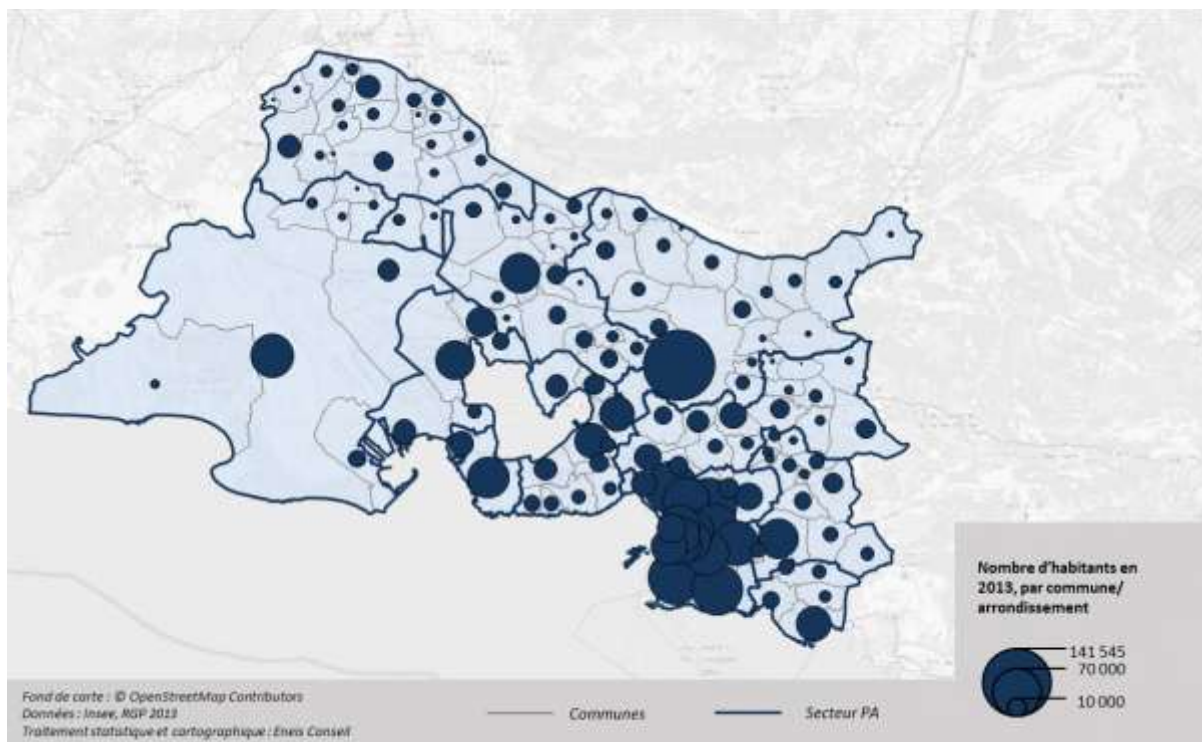 Nombre d'habitants en
2013, par commune/
arrondissement
141 545
70 000
10 000
Fond de carte : © OpenStreetMap Contributors
Données : Insee, RGP 2013
Traitement statistique et cartographique : Eneis Conseil
Communes
Secteur PA